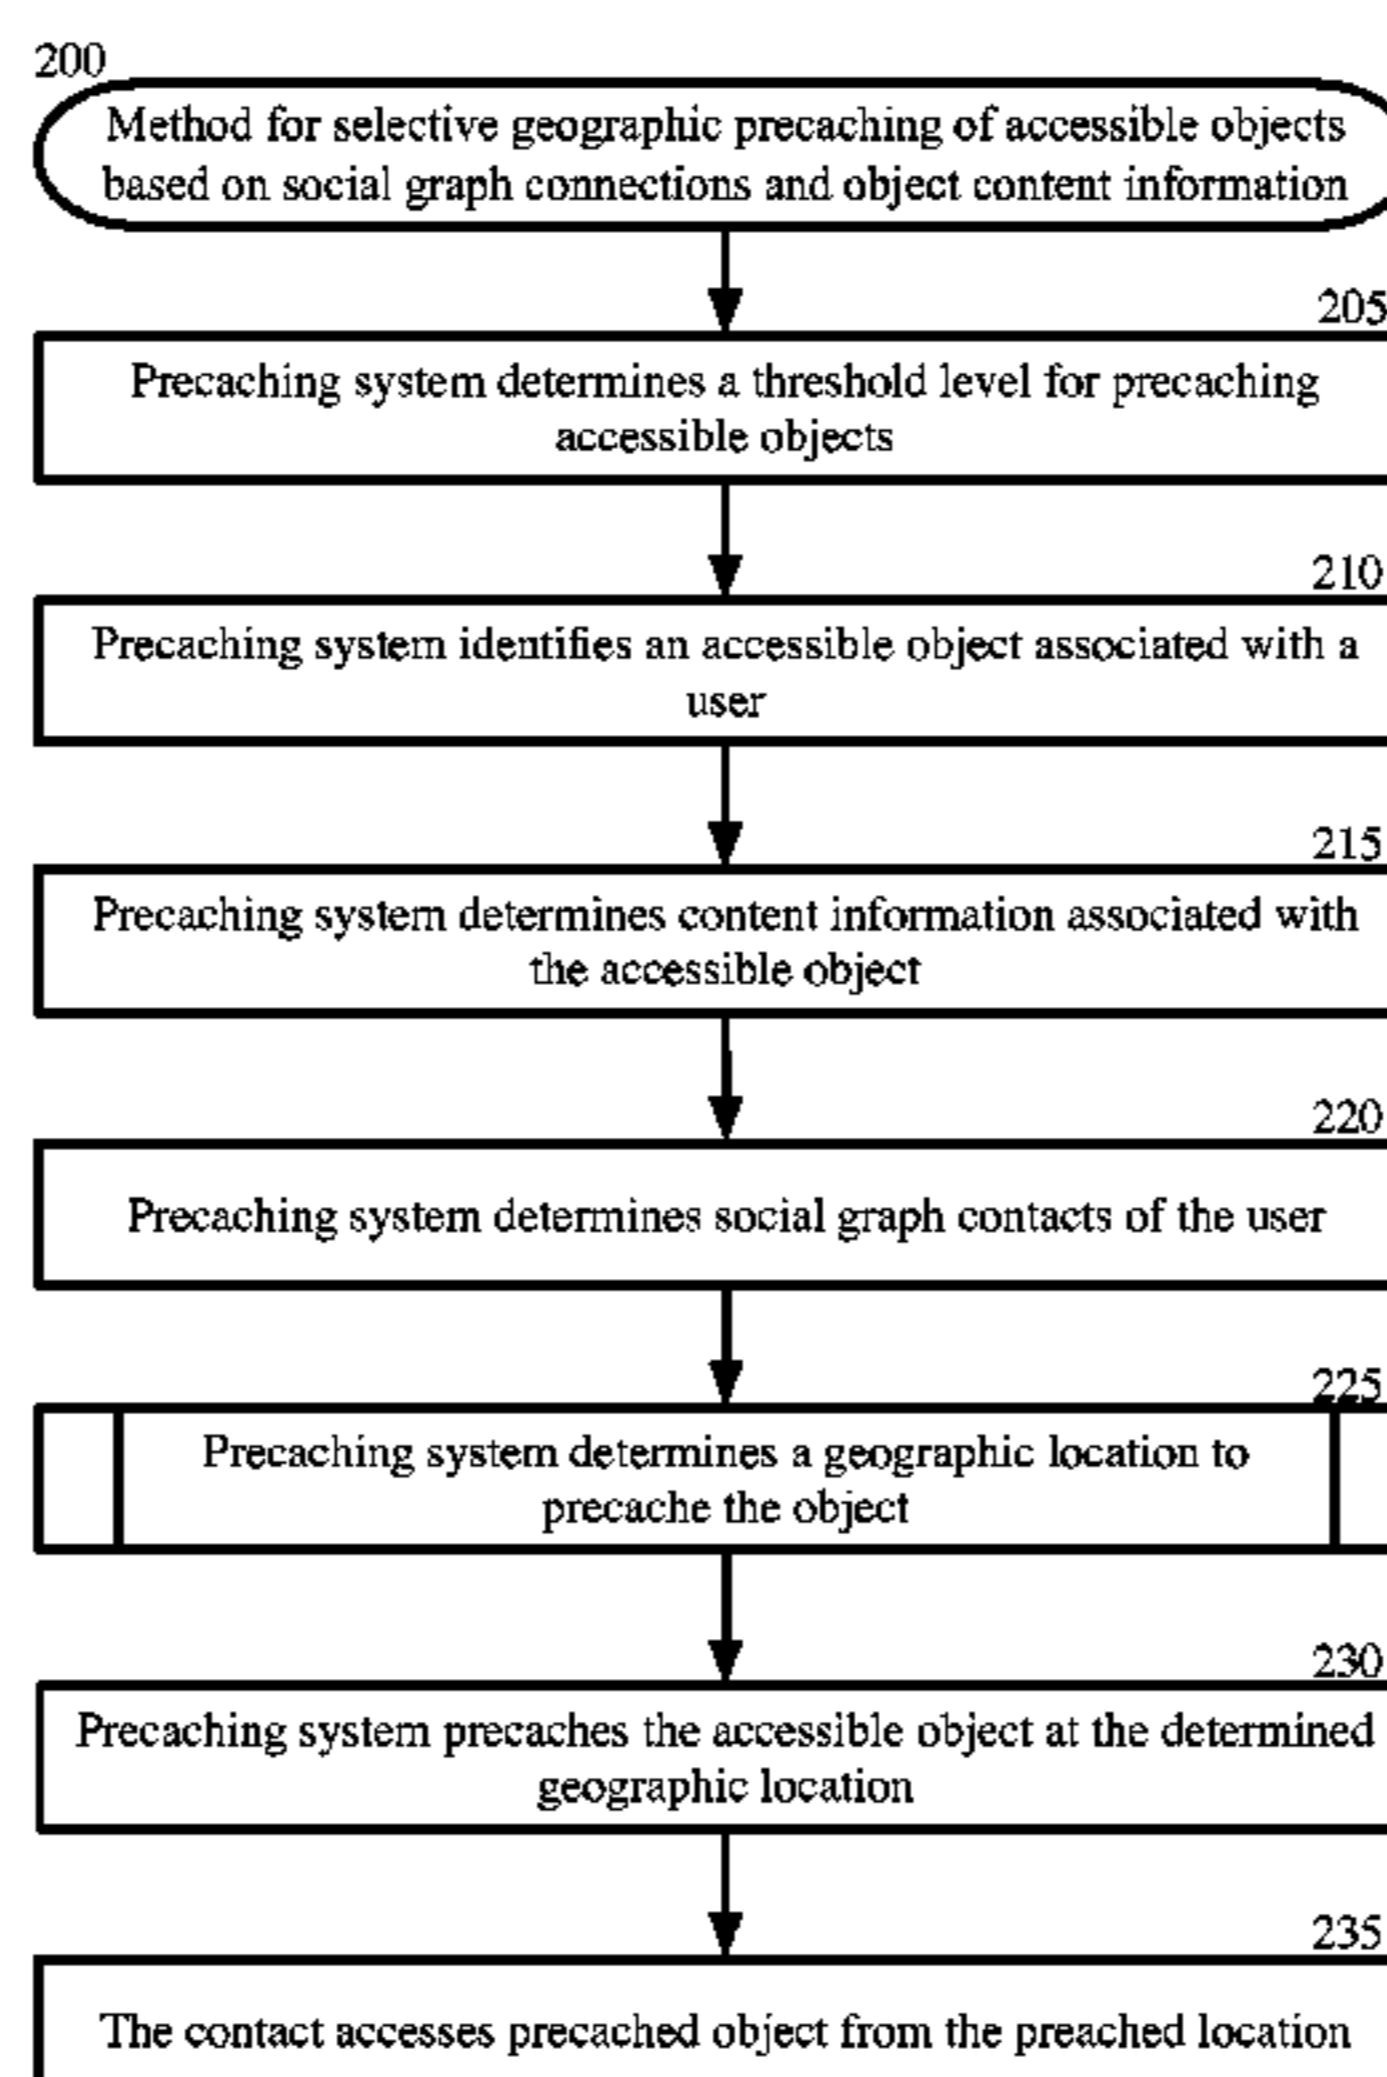 200
Method for selective geographic precaching of accessible objects
based on social graph connections and object content information
205
Precaching system determines a threshold level for precaching
accessible objects
210
Precaching system identifies an accessible object associated with a
user
215
Precaching system determines content information associated with
the accessible object
220
Precaching system determines social graph contacts of the user
225
Precaching system determines a geographic location to
precache the object
230
Precaching system precaches the accessible object at the determined
geographic location
235
The contact accesses precached object from the preached location